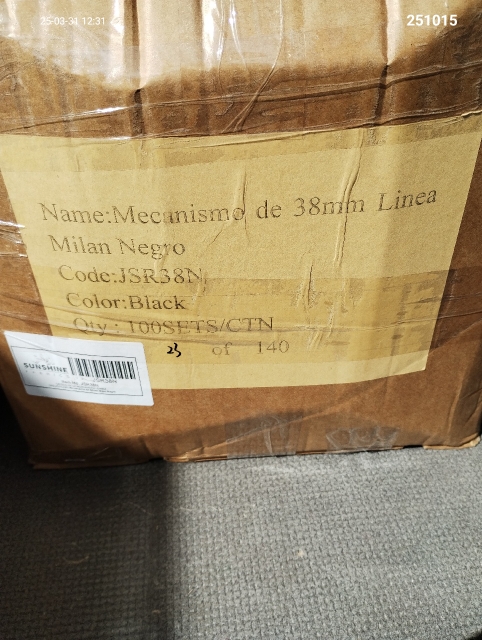 25-03-31 12:31
251015
Name:Mecanismo de 38mm Linea
Milan Negro
Code:JSR38N
Color:Black
Qty.: 100SETS/CTN
23 of 140
SUNSHINE
JSR38N